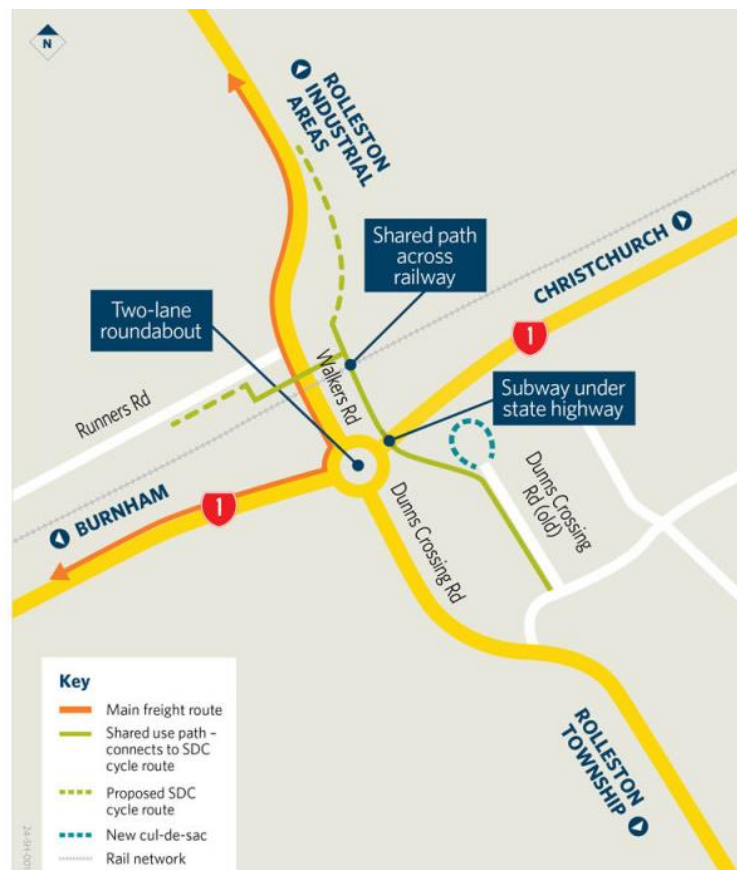 N
ROLLESTON
INDUSTRIAL
AREAS
Shared path
across
railway
CHRISTCHURCH
Two-lane
roundabout
1
Walkers Rd
Subway under
state highway
Runners Rd
BURNHAM
1
Dunns Crossing
Rd (old)
Dunns Crossing Rd
ROLLESTON
TOWNSHIP
Key
Main freight route
Shared use path –
connects to SDC
cycle route
Proposed SDC
cycle route
New cul-de-sac
Rail network